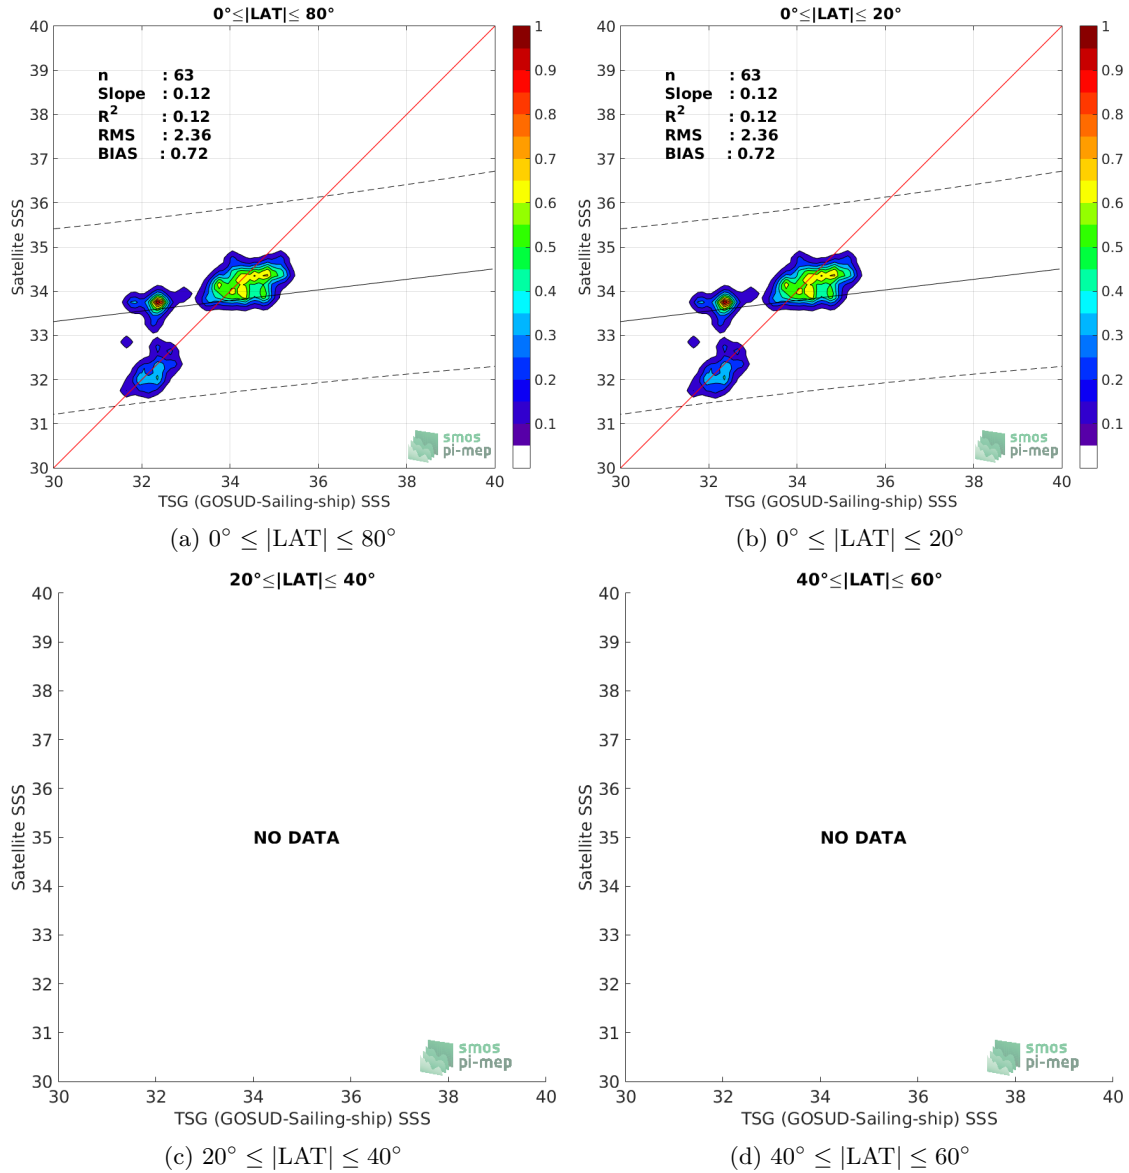 0°≤|LAT|≤ 80°
40
39
38
37
36
35
34
33
32
31
30
n : 63
Slope : 0.12
R² : 0.12
RMS : 2.36
BIAS : 0.72
Satellite SSS
30 32 34 36 38 40
TSG (GOSUD-Sailing-ship) SSS
1
0.9
0.8
0.7
0.6
0.5
0.4
0.3
0.2
0.1
smos
pi-mep
(a) 0° ≤ |LAT| ≤ 80°
0°≤|LAT|≤ 20°
40
39
38
37
36
35
34
33
32
31
30
n : 63
Slope : 0.12
R² : 0.12
RMS : 2.36
BIAS : 0.72
Satellite SSS
30 32 34 36 38 40
TSG (GOSUD-Sailing-ship) SSS
1
0.9
0.8
0.7
0.6
0.5
0.4
0.3
0.2
0.1
smos
pi-mep
(b) 0° ≤ |LAT| ≤ 20°
20°≤|LAT|≤ 40°
40
39
38
37
36
35
34
33
32
31
30
Satellite SSS
NO DATA
30 32 34 36 38 40
TSG (GOSUD-Sailing-ship) SSS
smos
pi-mep
(c) 20° ≤ |LAT| ≤ 40°
40°≤|LAT|≤ 60°
40
39
38
37
36
35
34
33
32
31
30
Satellite SSS
NO DATA
30 32 34 36 38 40
TSG (GOSUD-Sailing-ship) SSS
smos
pi-mep
(d) 40° ≤ |LAT| ≤ 60°